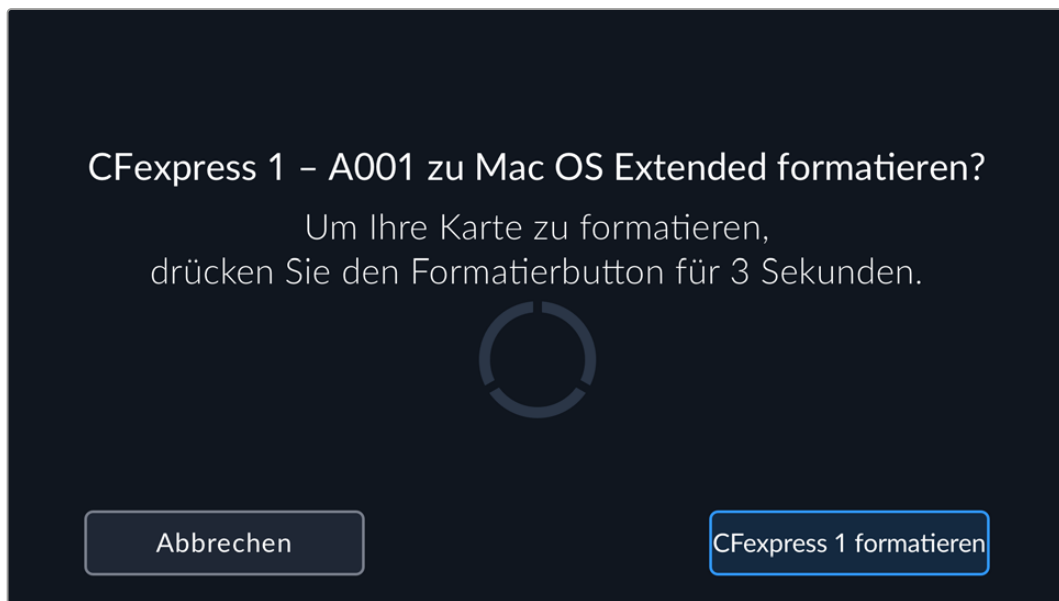 CFexpress 1 – A001 zu Mac OS Extended formatieren?
Um Ihre Karte zu formatieren,
drücken Sie den Formatierbutton für 3 Sekunden.
Abbrechen
CFexpress 1 formatieren